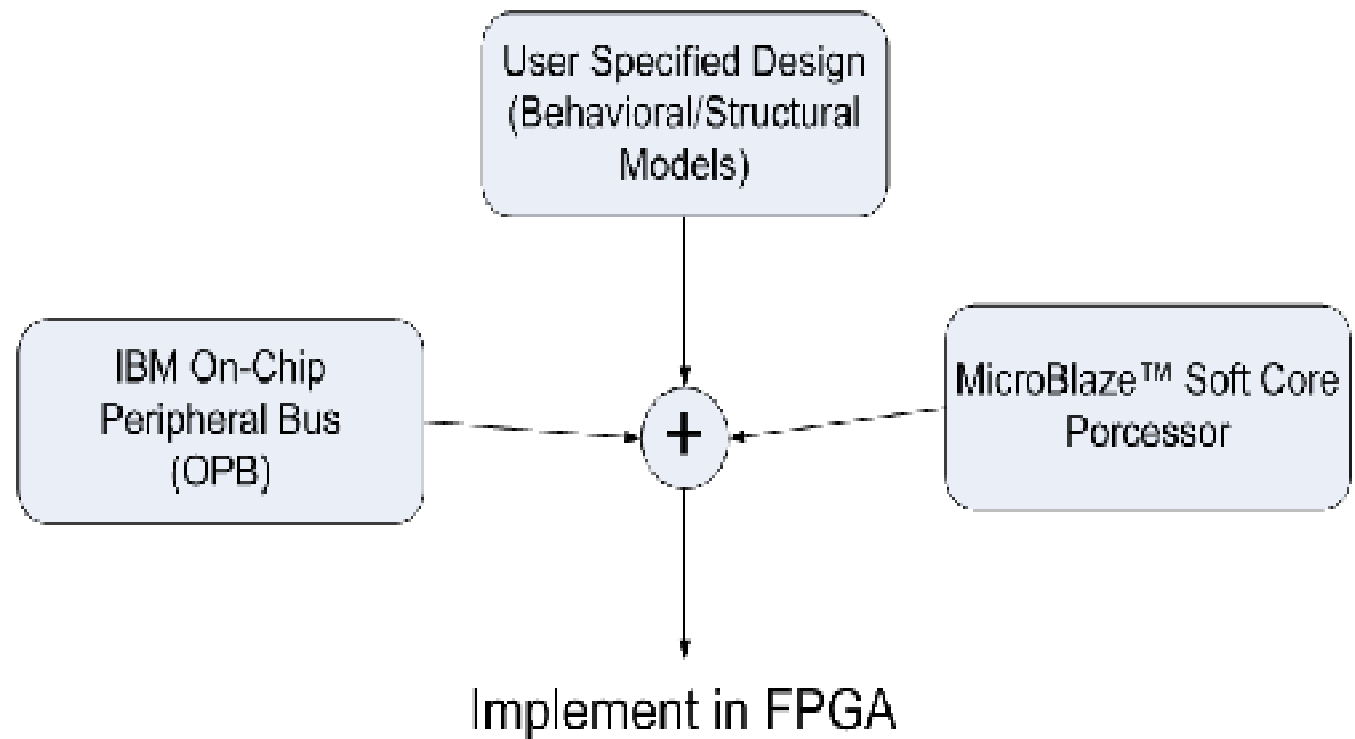 User Specified Design
(Behavioral/Structural
Models)
IBM On-Chip
Peripheral Bus
(OPB)
MicroBlaze™ Soft Core
Porcessor
+
Implement in FPGA